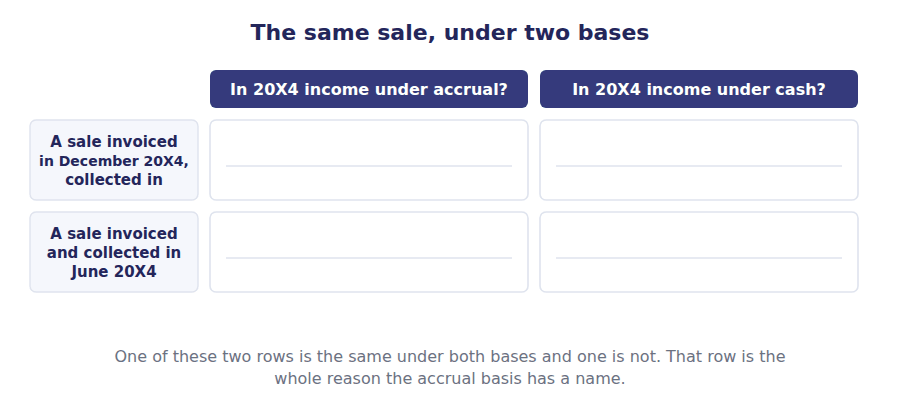 The same sale, under two bases
In 20X4 income under accrual?
In 20X4 income under cash?
A sale invoiced
in December 20X4,
collected in
A sale invoiced
and collected in
June 20X4
One of these two rows is the same under both bases and one is not. That row is the
whole reason the accrual basis has a name.